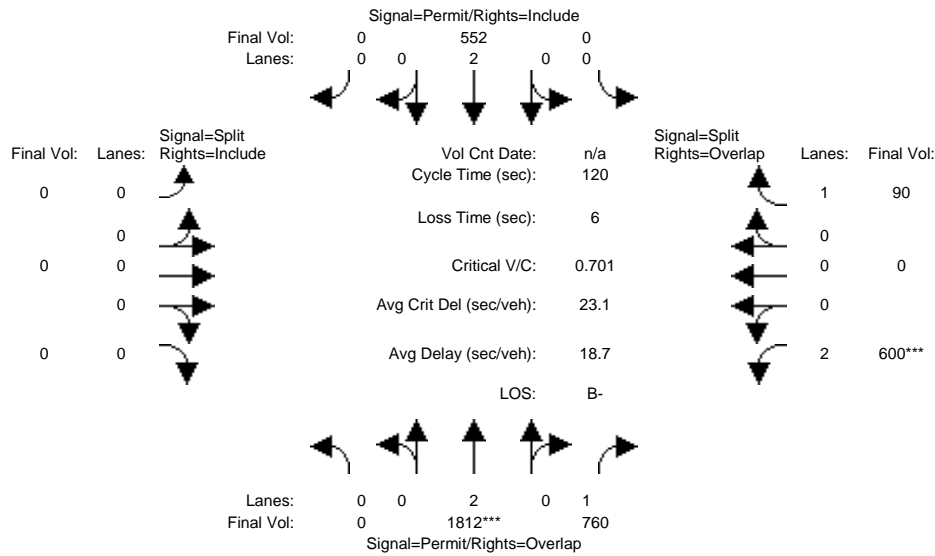 Signal=Permit/Rights=Include
Final Vol: 0 552 0
Lanes: 0 0 2 0 0
Signal=Split
Final Vol: Lanes: Rights=Include
Vol Cnt Date: n/a
Signal=Split
Rights=Overlap Lanes: Final Vol:
Cycle Time (sec): 120
0 0
1 90
Loss Time (sec): 6
0
0
0 0
Critical V/C: 0.701
0 0
0
Avg Crit Del (sec/veh): 23.1
0
0 0
Avg Delay (sec/veh): 18.7
2 600***
LOS: B-
Lanes: 0 0 2 0 1
Final Vol: 0 1812*** 760
Signal=Permit/Rights=Overlap